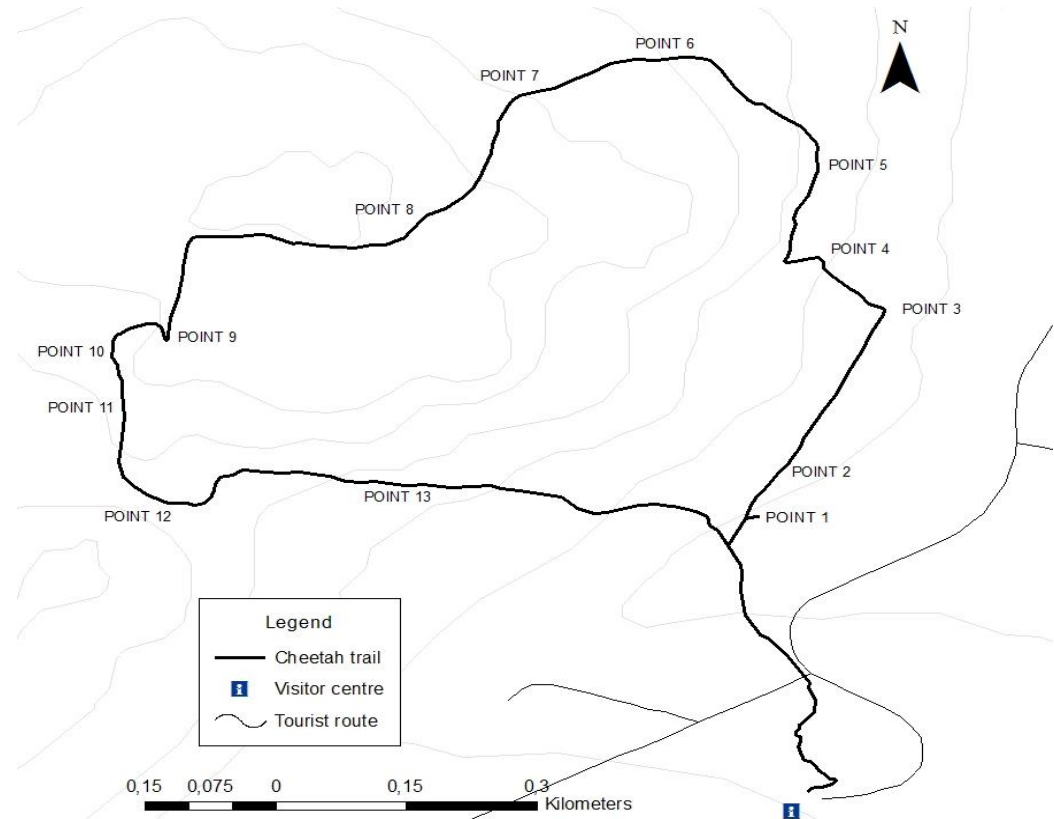 N
POINT 6
POINT 7
POINT 5
POINT 8
POINT 4
POINT 3
POINT 9
POINT 10
POINT 11
POINT 2
POINT 13
POINT 12
POINT 1
Legend
Cheetah trail
i Visitor centre
Tourist route
0,15 0,075 0 0,15 0,3
Kilometers
i